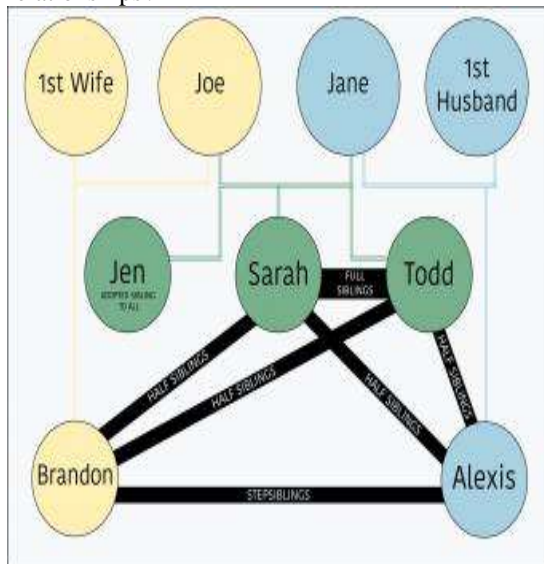 1st Wife
Joe
Jane
1st
Husband
Jen
ADOPTED SIBLING
TO ALL
Sarah
FULL
SIBLINGS
Todd
HALF SIBLINGS
HALF SIBLINGS
HALF SIBLINGS
HALF SIBLINGS
Brandon
STEPSIBLINGS
Alexis